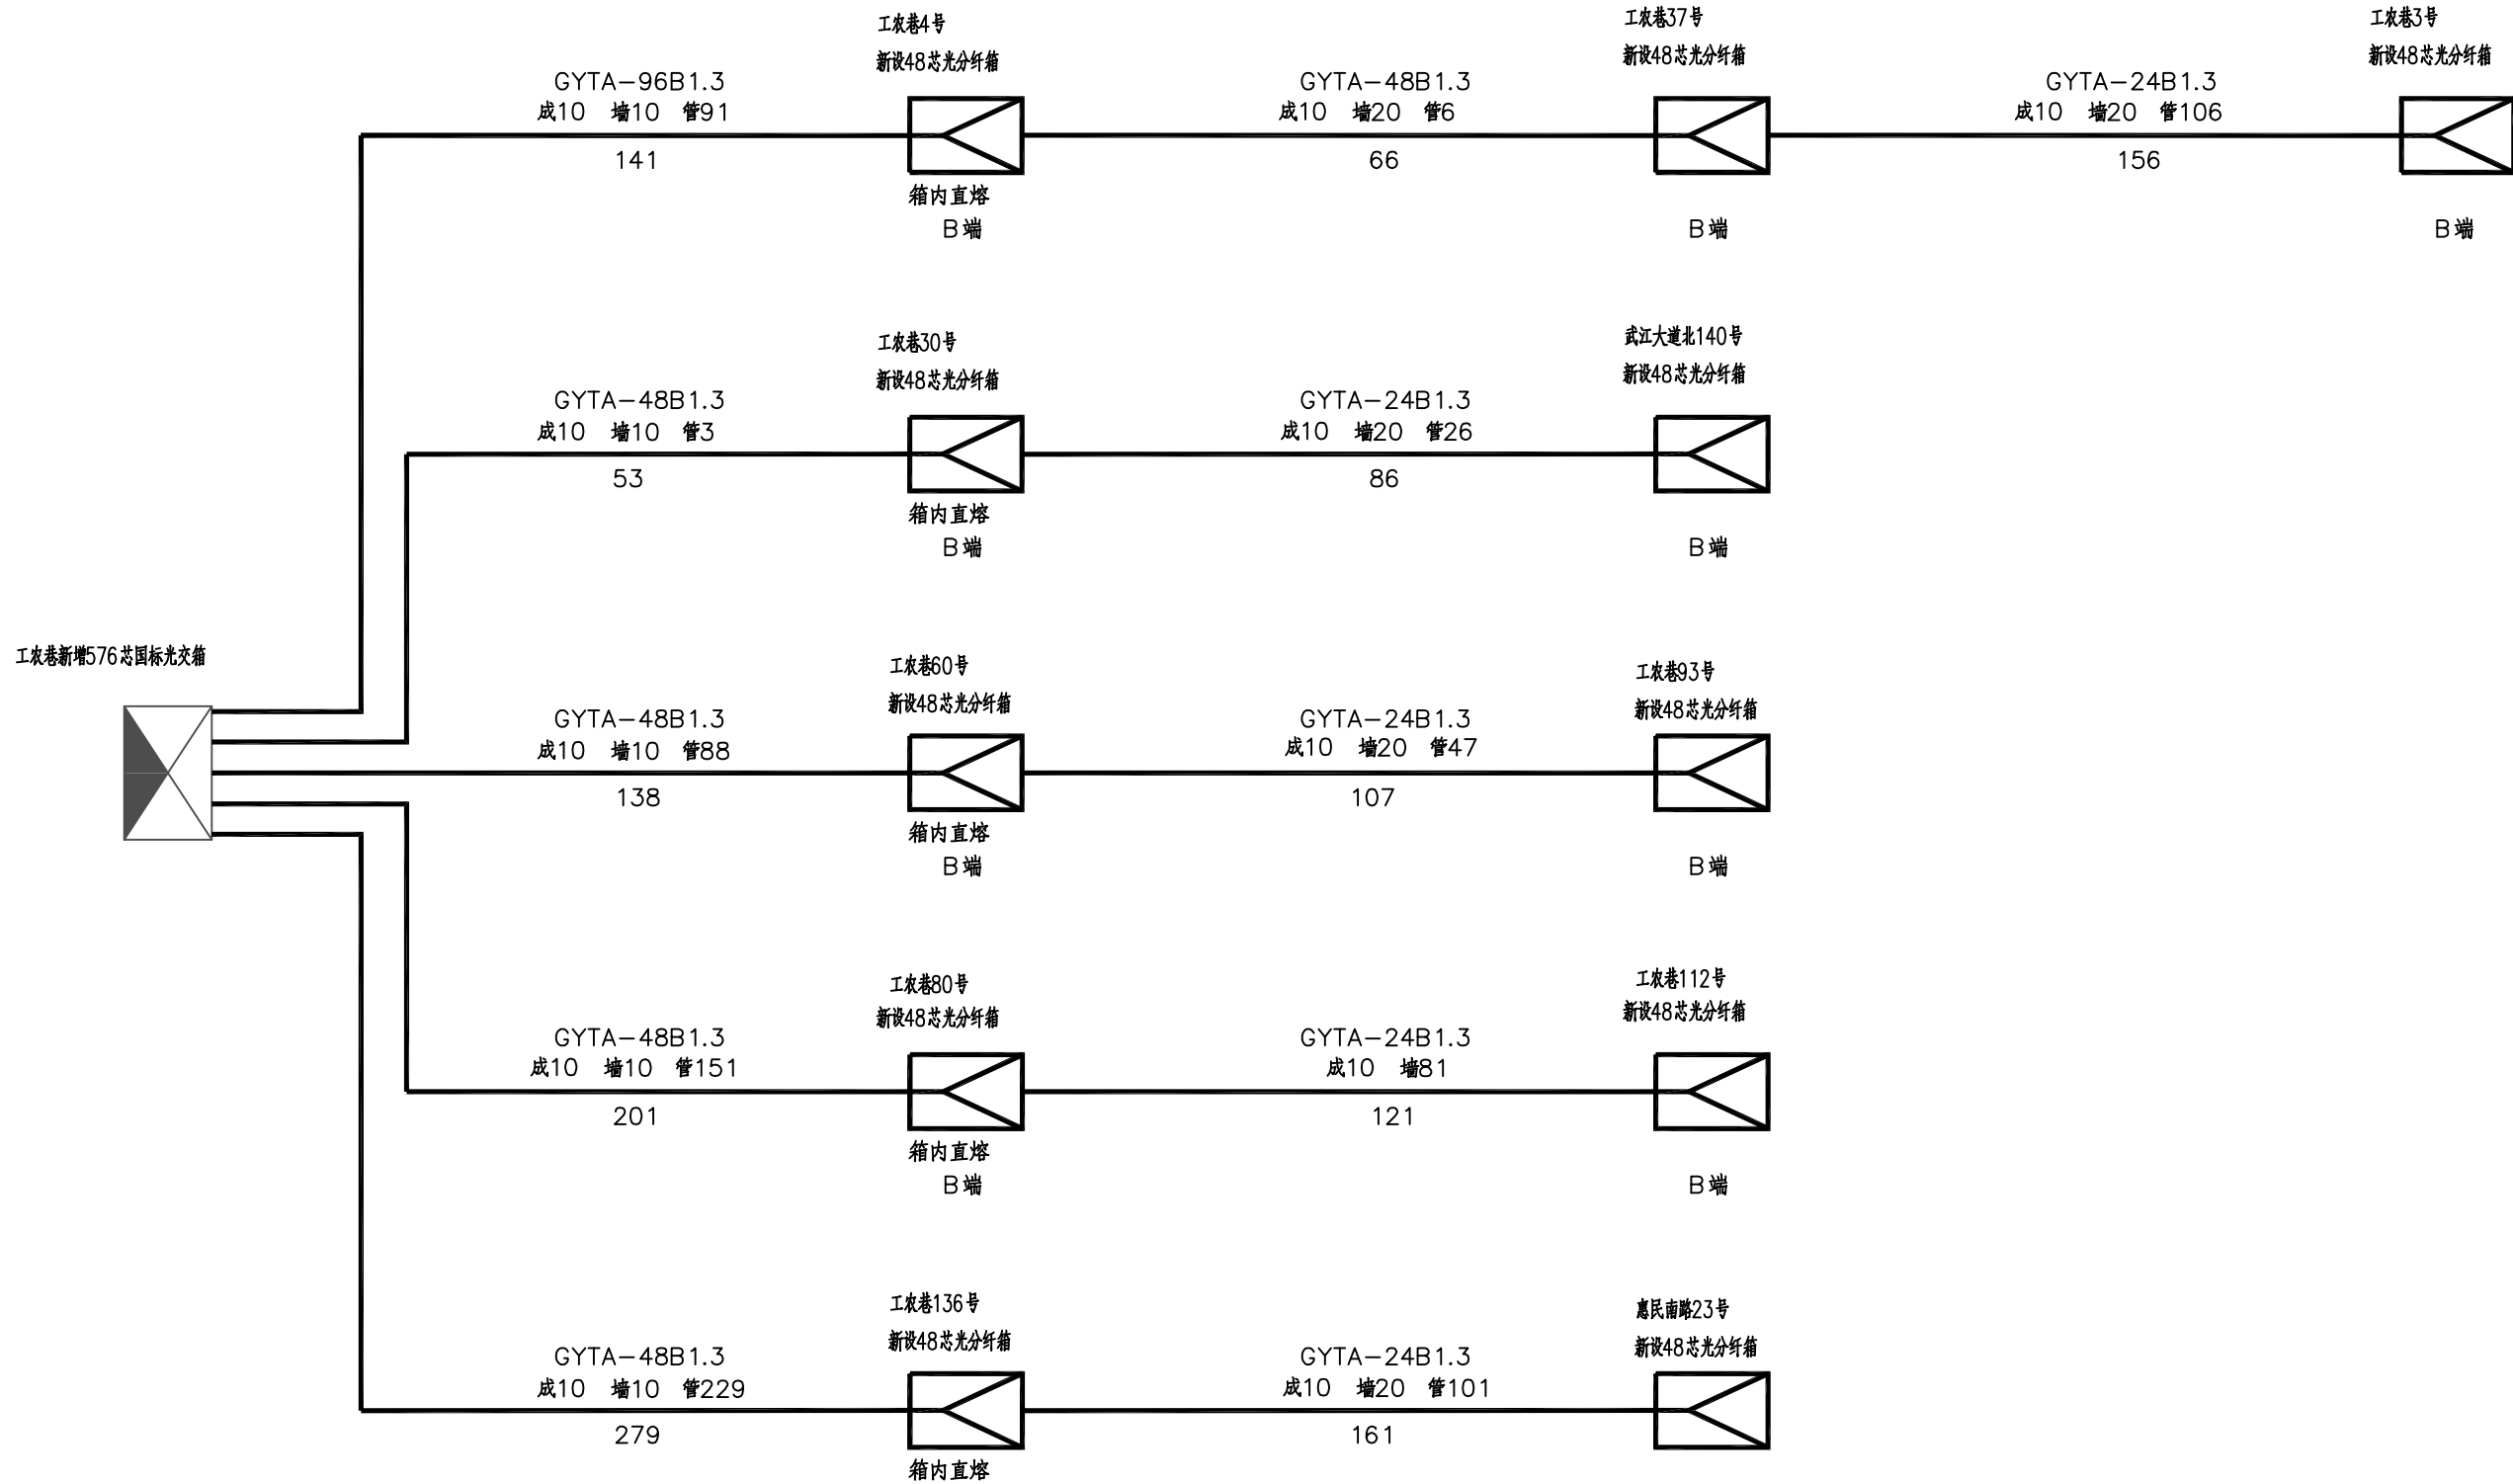 工农巷4号
新设48芯光分纤箱
工农巷37号
新设48芯光分纤箱
工农巷3号
新设48芯光分纤箱
GYTA-96B1.3
成10 墙10 管91
141
GYTA-48B1.3
成10 墙20 管6
66
GYTA-24B1.3
成10 墙20 管106
156
箱内直熔
B端
B端
B端
工农巷30号
新设48芯光分纤箱
武江大道北140号
新设48芯光分纤箱
GYTA-48B1.3
成10 墙10 管3
53
GYTA-24B1.3
成10 墙20 管26
86
箱内直熔
B端
B端
工农巷新增576芯国标光交箱
工农巷60号
新设48芯光分纤箱
工农巷93号
新设48芯光分纤箱
GYTA-48B1.3
成10 墙10 管88
138
GYTA-24B1.3
成10 墙20 管47
107
箱内直熔
B端
B端
工农巷80号
新设48芯光分纤箱
工农巷112号
新设48芯光分纤箱
GYTA-48B1.3
成10 墙10 管151
201
GYTA-24B1.3
成10 墙81
121
箱内直熔
B端
B端
工农巷136号
新设48芯光分纤箱
惠民南路23号
新设48芯光分纤箱
GYTA-48B1.3
成10 墙10 管229
279
GYTA-24B1.3
成10 墙20 管101
161
箱内直熔